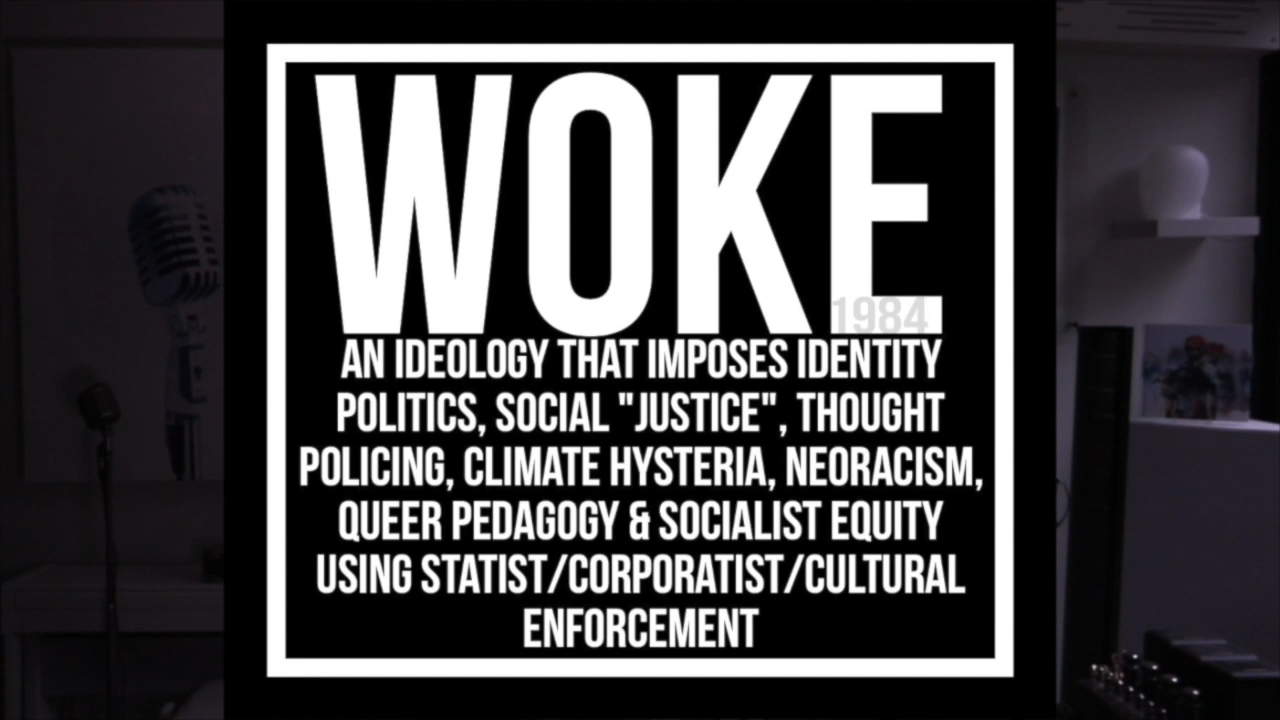 WOKE
1984
AN IDEOLOGY THAT IMPOSES IDENTITY
POLITICS, SOCIAL "JUSTICE", THOUGHT
POLICING, CLIMATE HYSTERIA, NEORACISM,
QUEER PEDAGOGY & SOCIALIST EQUITY
USING STATIST/CORPORATIST/CULTURAL
ENFORCEMENT